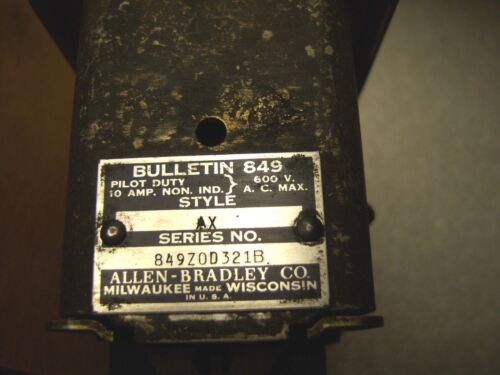 BULLETIN 849
PILOT DUTY } 600 V.
10 AMP. NON. IND. } A. C. MAX.
STYLE
AX
SERIES NO.
849ZOD321B
ALLEN-BRADLEY CO.
MILWAUKEE MADE WISCONSIN
IN U. S. A.